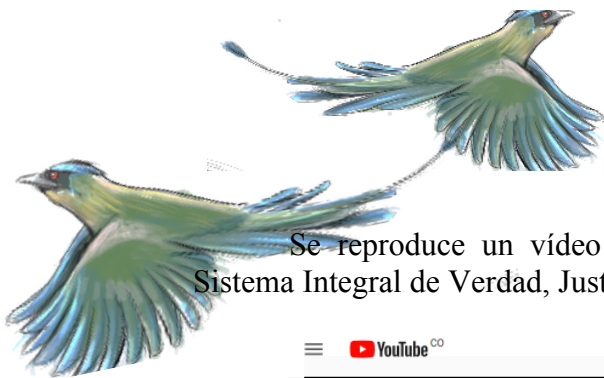 Se reproduce un vídeo
Sistema Integral de Verdad, Just
YouTube CO